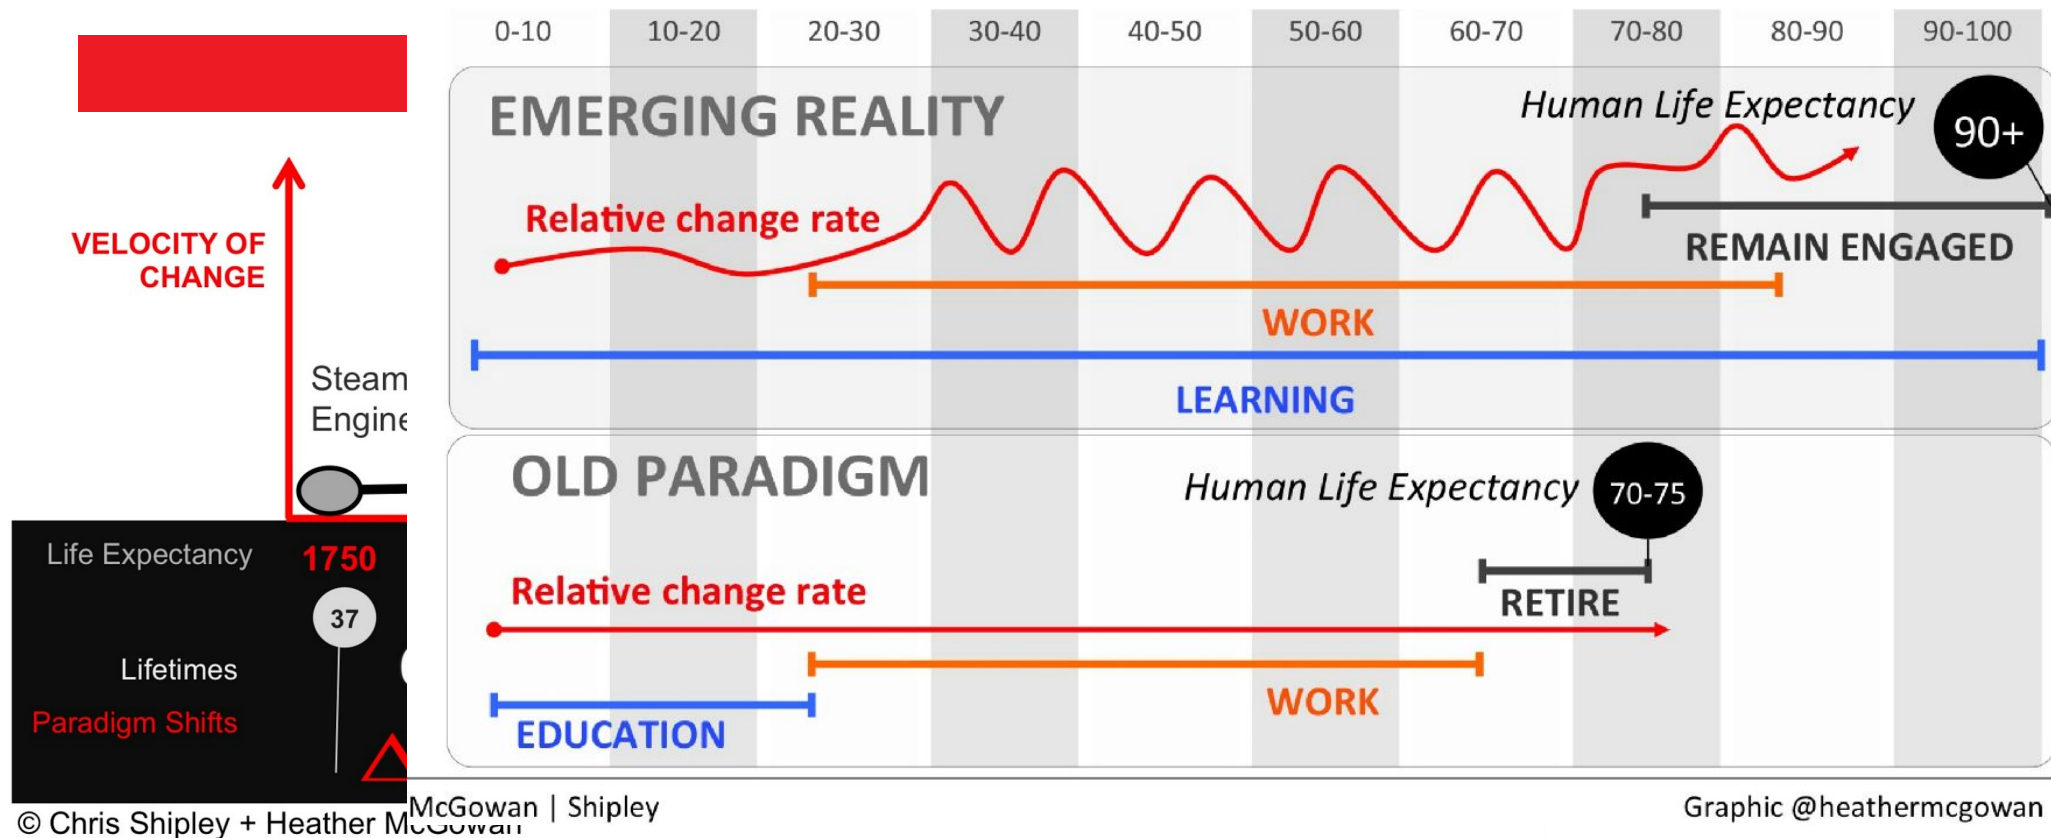 0-10 10-20 20-30 30-40 40-50 50-60 60-70 70-80 80-90 90-100
EMERGING REALITY
Human Life Expectancy
90+
Relative change rate
REMAIN ENGAGED
WORK
LEARNING
OLD PARADIGM
Human Life Expectancy
70-75
Relative change rate
RETIRE
WORK
EDUCATION
McGowan | Shipley
Graphic @heathermcgowan
VELOCITY OF
CHANGE
Steam
Engine
Life Expectancy
1750
37
Lifetimes
Paradigm Shifts
© Chris Shipley + Heather McGowan